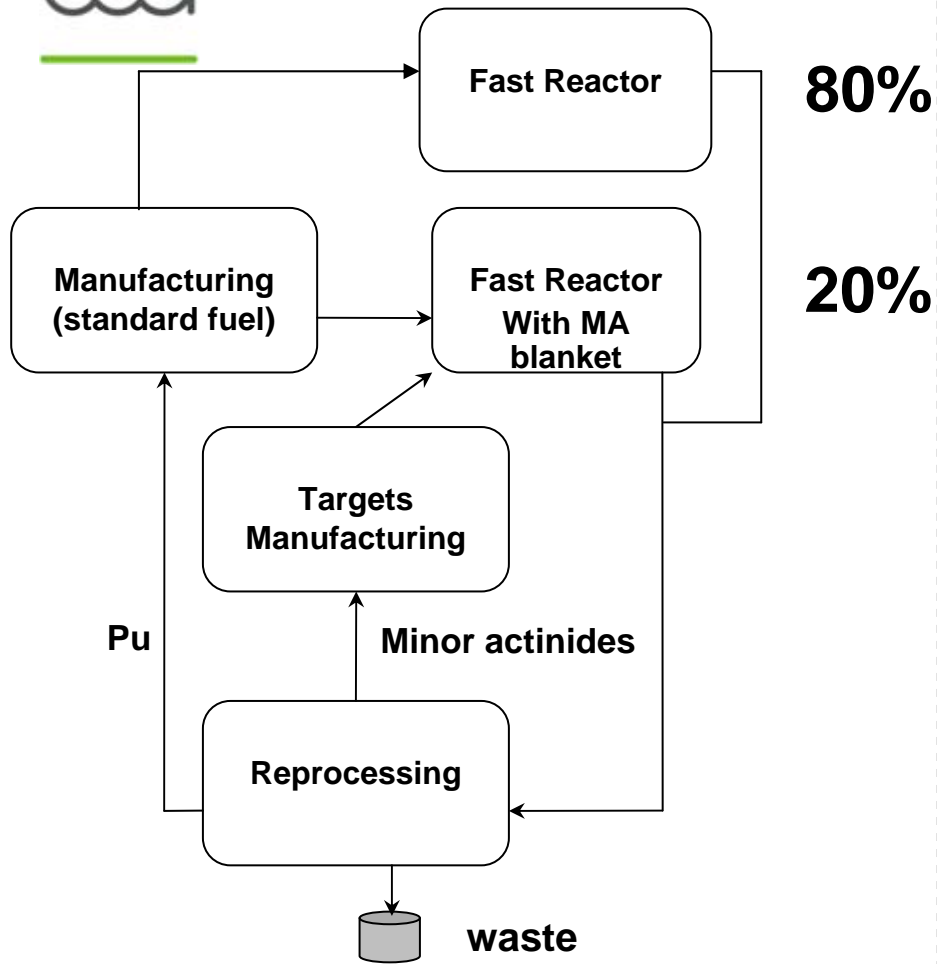 Fast Reactor
80%
Manufacturing
(standard fuel)
Fast Reactor
With MA
blanket
20%
Targets
Manufacturing
Pu
Minor actinides
Reprocessing
waste